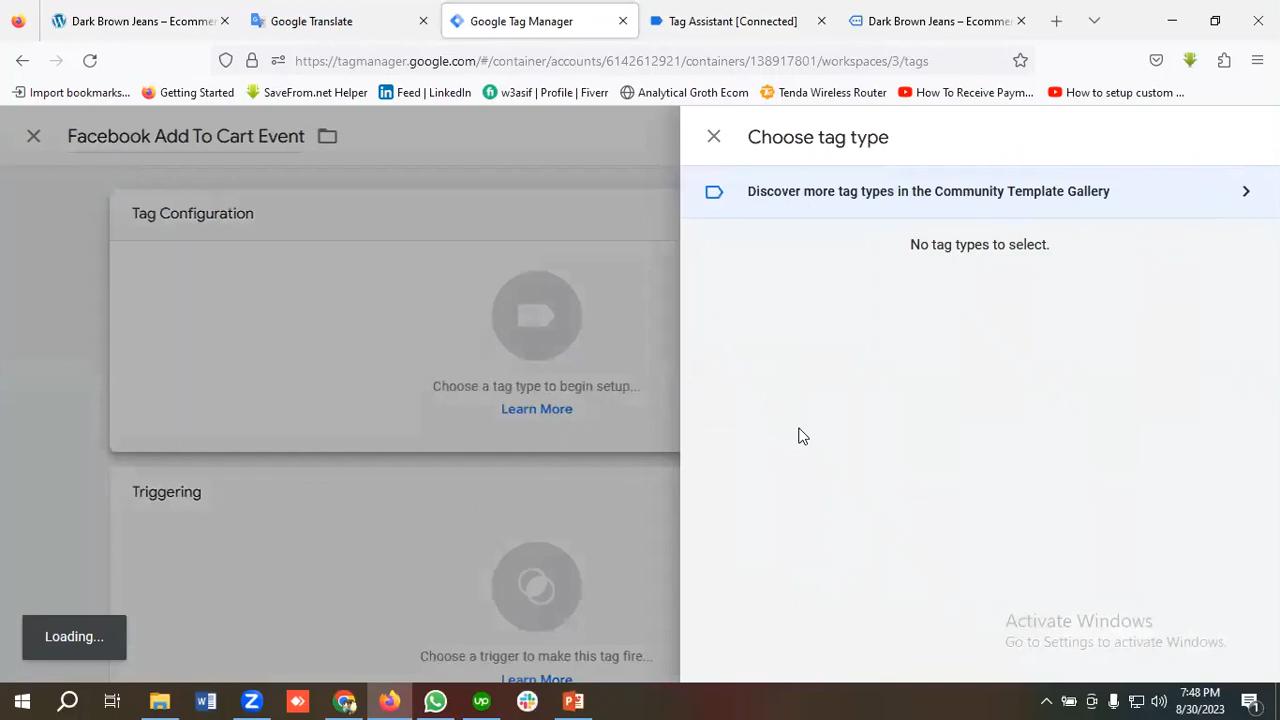 Dark Brown Jeans – Ecommer
Google Translate
Google Tag Manager
Tag Assistant [Connected]
Dark Brown Jeans – Ecomme
https://tagmanager.google.com/#/container/accounts/6142612921/containers/138917801/workspaces/3/tags
Import bookmarks...
Getting Started
SaveFrom.net Helper
Feed | LinkedIn
w3asif | Profile | Fiverr
Analytical Groth Ecom
Tenda Wireless Router
How To Receive Paym...
How to setup custom ...
Facebook Add To Cart Event
Choose tag type
Discover more tag types in the Community Template Gallery
No tag types to select.
Tag Configuration
Choose a tag type to begin setup...
Learn More
Triggering
Choose a trigger to make this tag fire...
Learn More
Loading...
Activate Windows
Go to Settings to activate Windows.
7:48 PM
8/30/2023